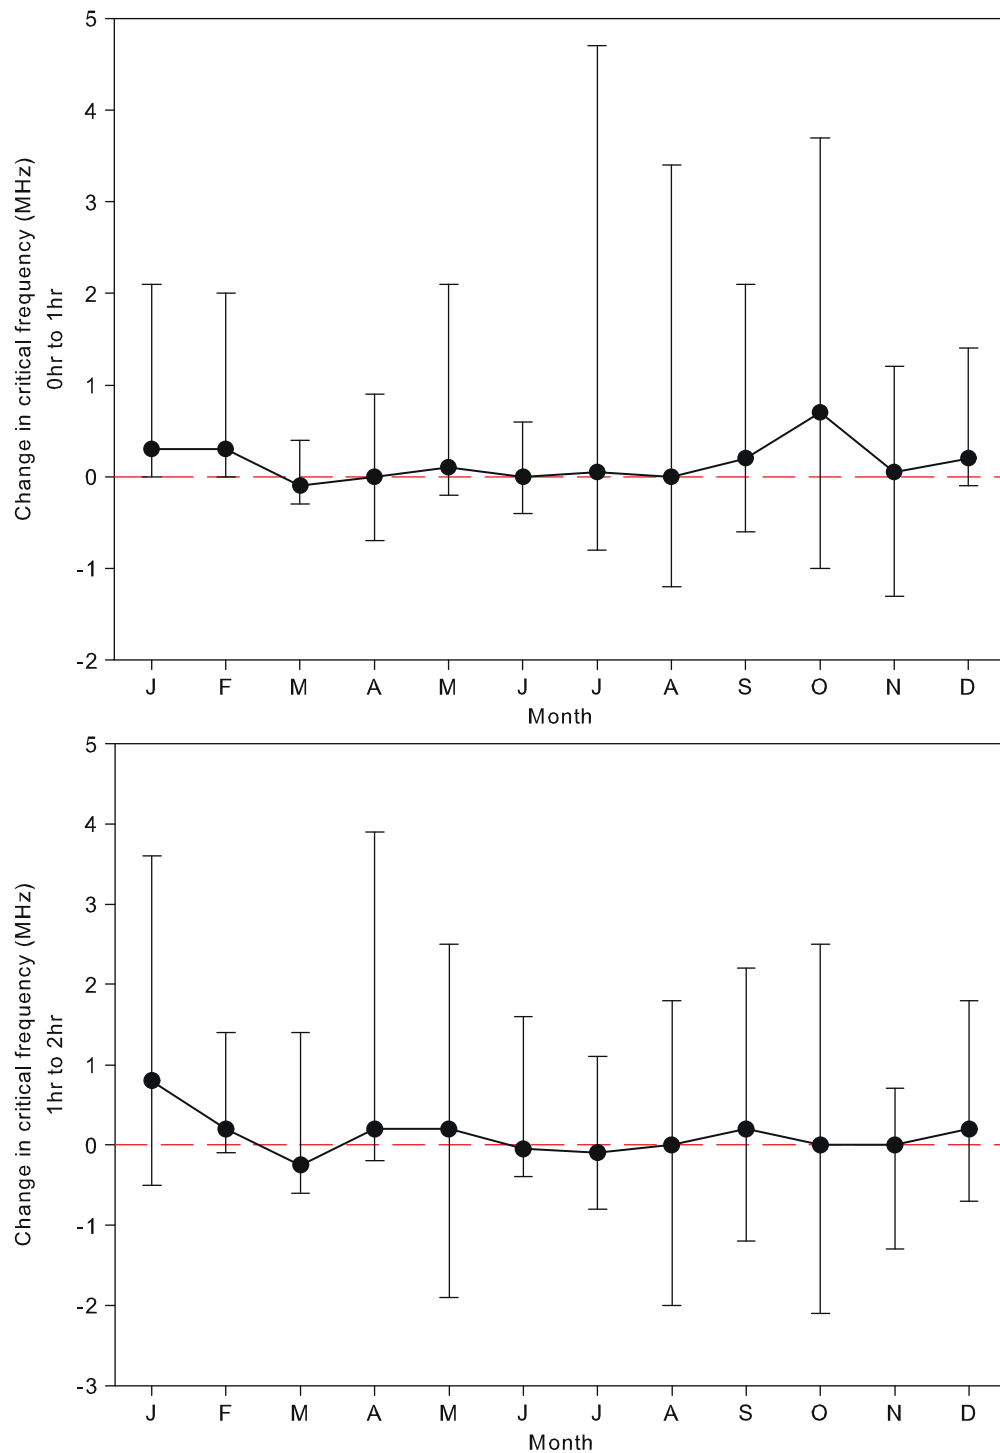 Change in critical frequency (MHz)
0hr to 1hr
5
4
3
2
1
0
-1
-2
J F M A M J J A S O N D
Month
Change in critical frequency (MHz)
1hr to 2hr
5
4
3
2
1
0
-1
-2
-3
J F M A M J J A S O N D
Month